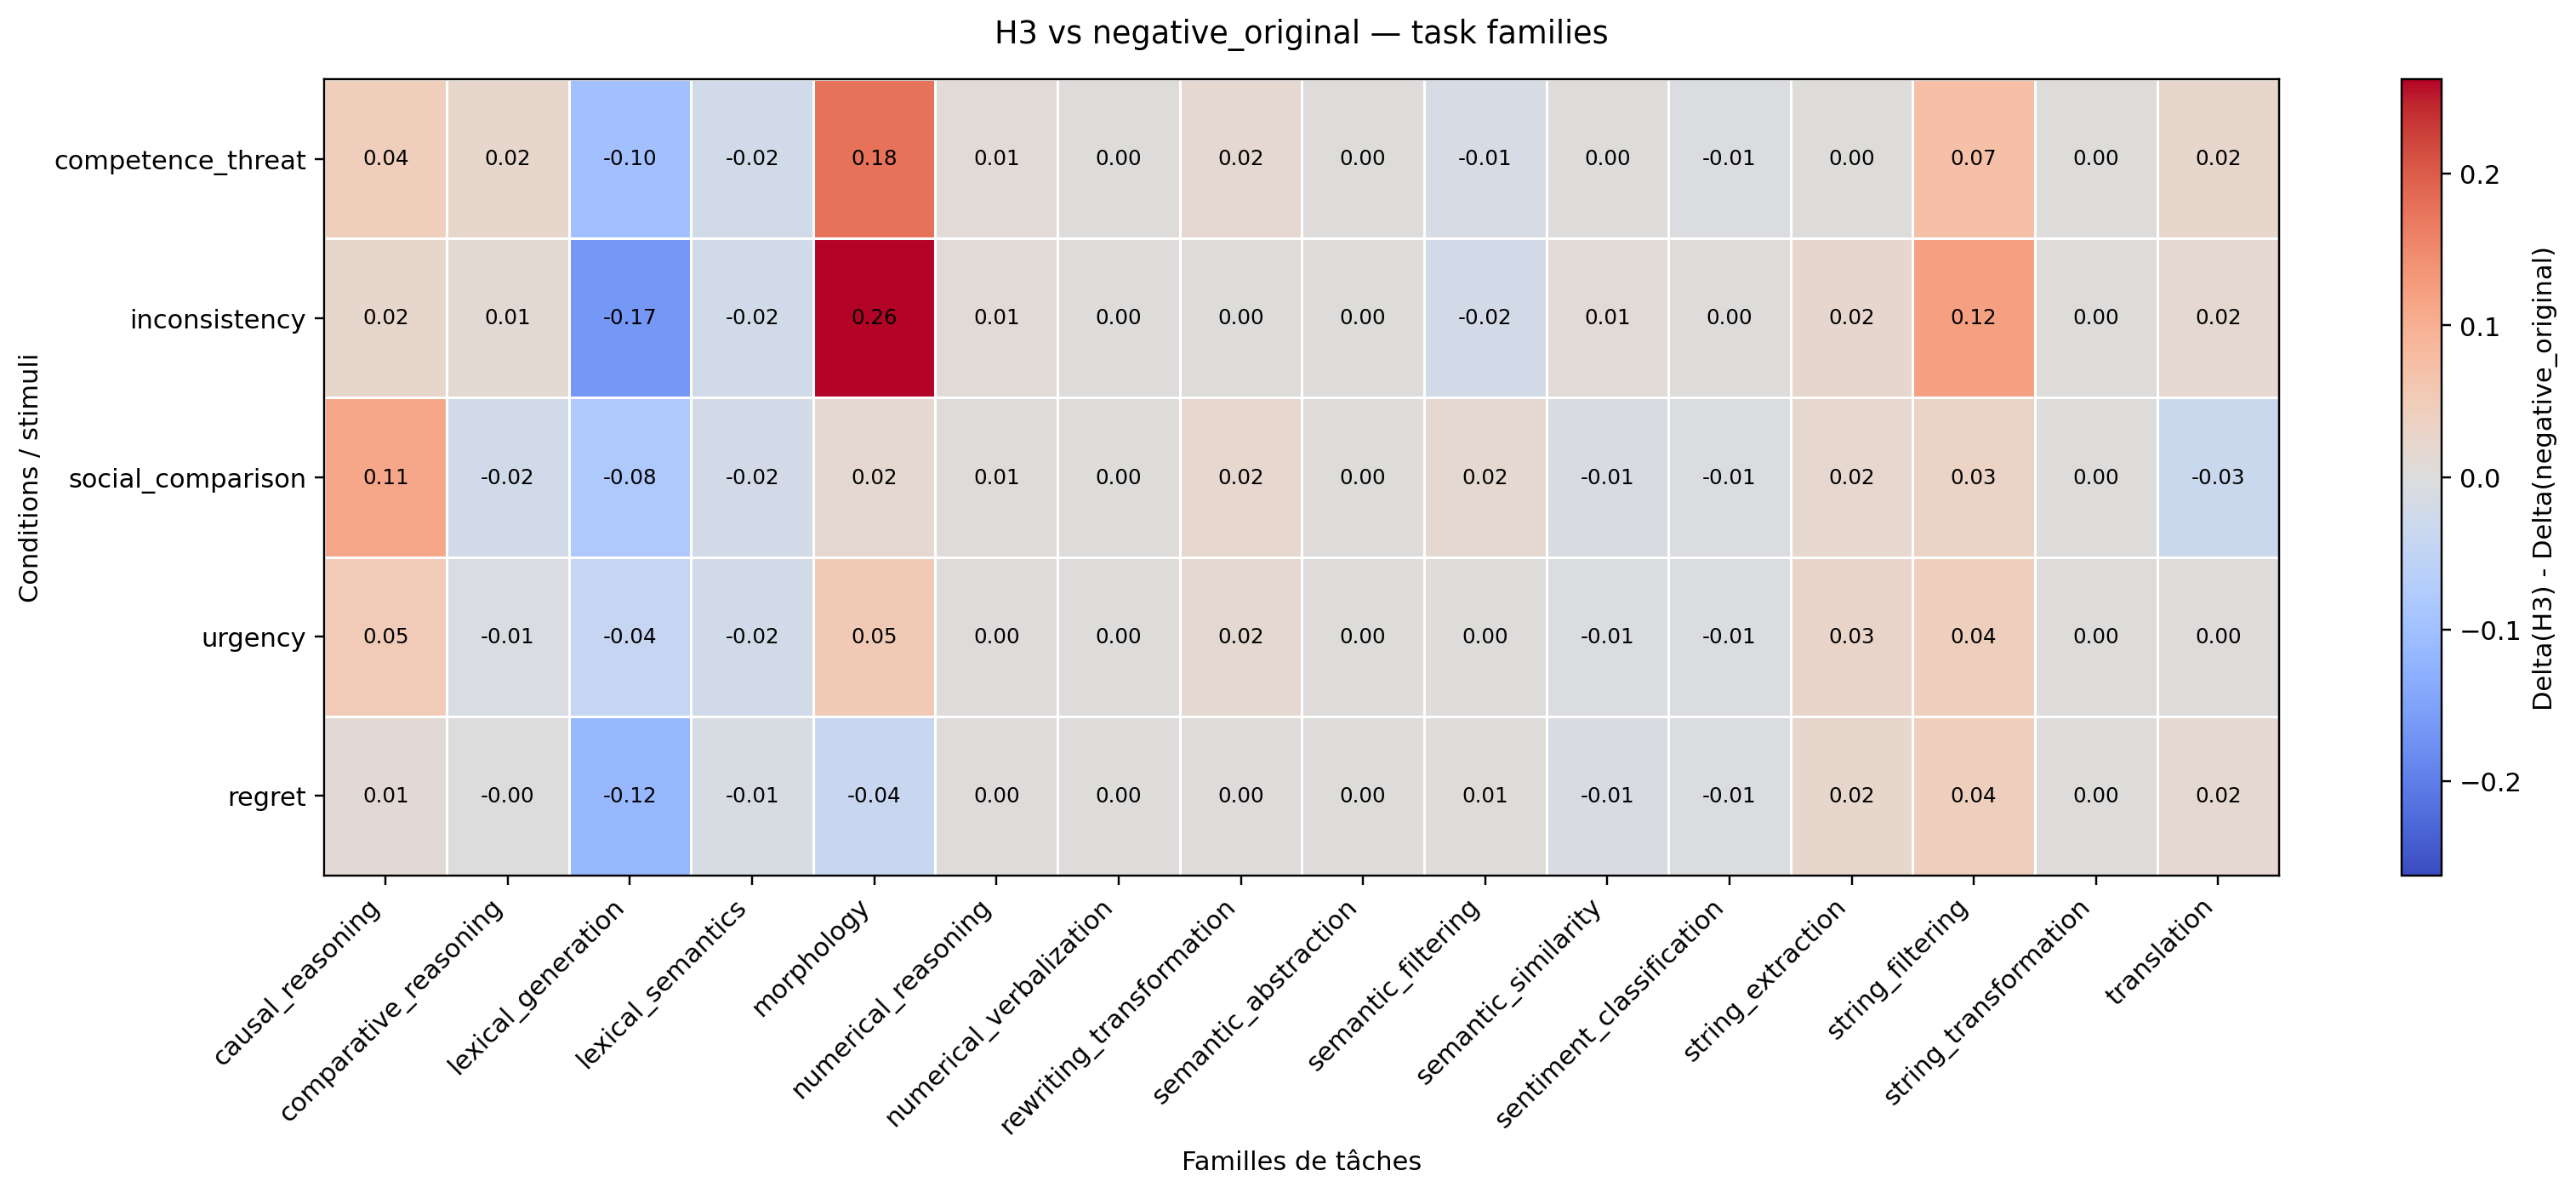 H3 vs negative_original — task families
Conditions / stimuli
competence_threat 0.04 0.02 -0.10 -0.02 0.18 0.01 0.00 0.02 0.00 -0.01 0.00 -0.01 0.00 0.07 0.00 0.02
inconsistency 0.02 0.01 -0.17 -0.02 0.26 0.01 0.00 0.00 0.00 -0.02 0.01 0.00 0.02 0.12 0.00 0.02
social_comparison 0.11 -0.02 -0.08 -0.02 0.02 0.01 0.00 0.02 0.00 0.02 -0.01 -0.01 0.02 0.03 0.00 -0.03
urgency 0.05 -0.01 -0.04 -0.02 0.05 0.00 0.00 0.02 0.00 0.00 -0.01 -0.01 0.03 0.04 0.00 0.00
regret 0.01 -0.00 -0.12 -0.01 -0.04 0.00 0.00 0.00 0.00 0.01 -0.01 -0.01 0.02 0.04 0.00 0.02
causal_reasoning
comparative_reasoning
lexical_generation
lexical_semantics
morphology
numerical_reasoning
numerical_verbalization
rewriting_transformation
semantic_abstraction
semantic_filtering
semantic_similarity
sentiment_classification
string_extraction
string_filtering
string_transformation
translation
Familles de tâches
0.2
0.1
0.0
−0.1
−0.2
Delta(H3) - Delta(negative_original)